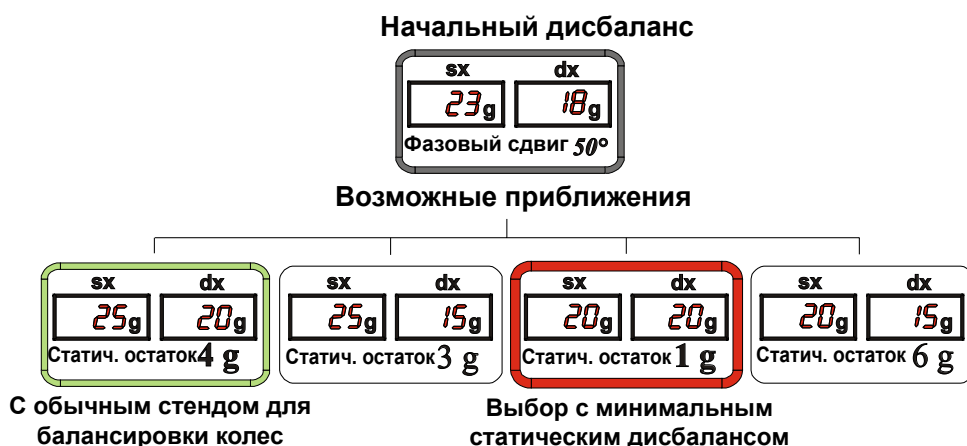 Начальный дисбаланс
sx dx
23g 18g
Фазовый сдвиг 50°
Возможные приближения
sx dx
25g 20g
Статич. остаток 4 g
sx dx
25g 15g
Статич. остаток 3 g
sx dx
20g 20g
Статич. остаток 1 g
sx dx
20g 15g
Статич. остаток 6 g
С обычным стендом для
балансировки колес
Выбор с минимальным
статическим дисбалансом